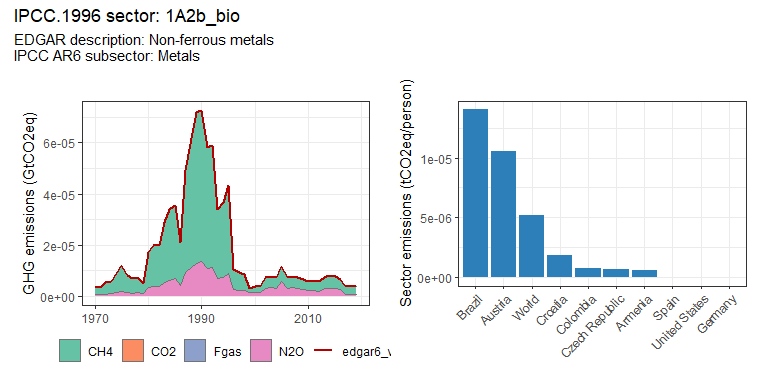 IPCC.1996 sector: 1A2b_bio
EDGAR description: Non-ferrous metals
IPCC AR6 subsector: Metals
GHG emissions (GtCO2eq)
6e-05
4e-05
2e-05
0e+00
1970
1990
2010
CH4
CO2
Fgas
N2O
edgar6_v
Sector emissions (tCO2eq/person)
1e-05
5e-06
0e+00
Brazil
Austria
World
Croatia
Colombia
Czech Republic
Armenia
Spain
United States
Germany